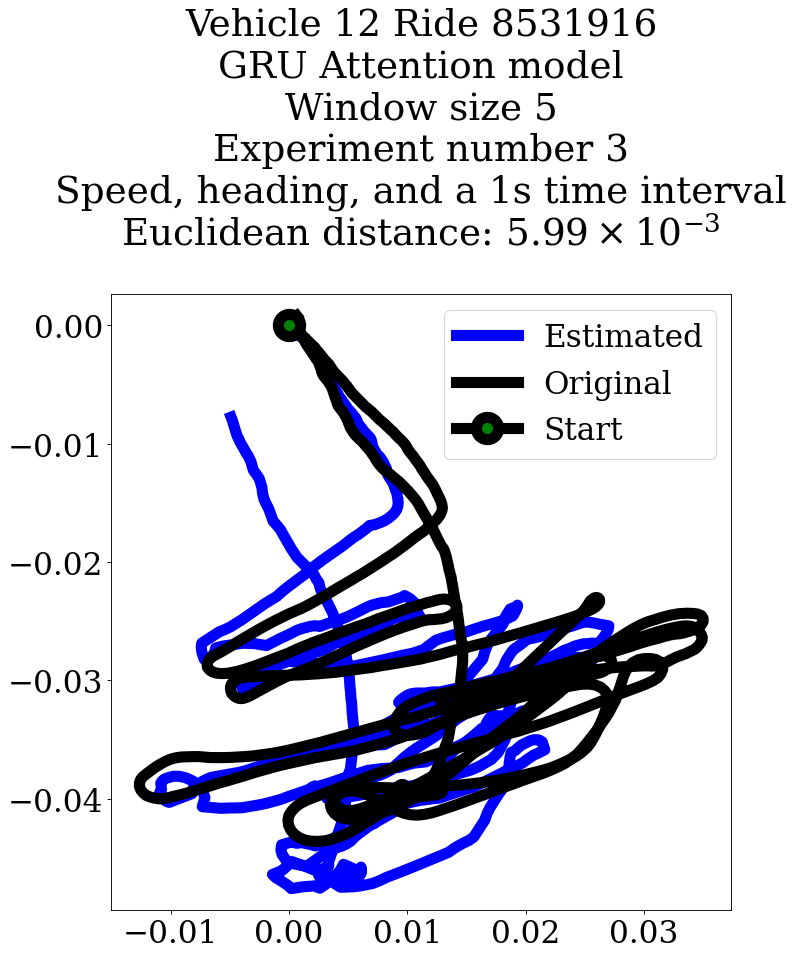 Vehicle 12 Ride 8531916
GRU Attention model
Window size 5
Experiment number 3
Speed, heading, and a 1s time interval
Euclidean distance: 5.99 × 10⁻³
Estimated
Original
Start
0.00
−0.01
−0.02
−0.03
−0.04
−0.01 0.00 0.01 0.02 0.03